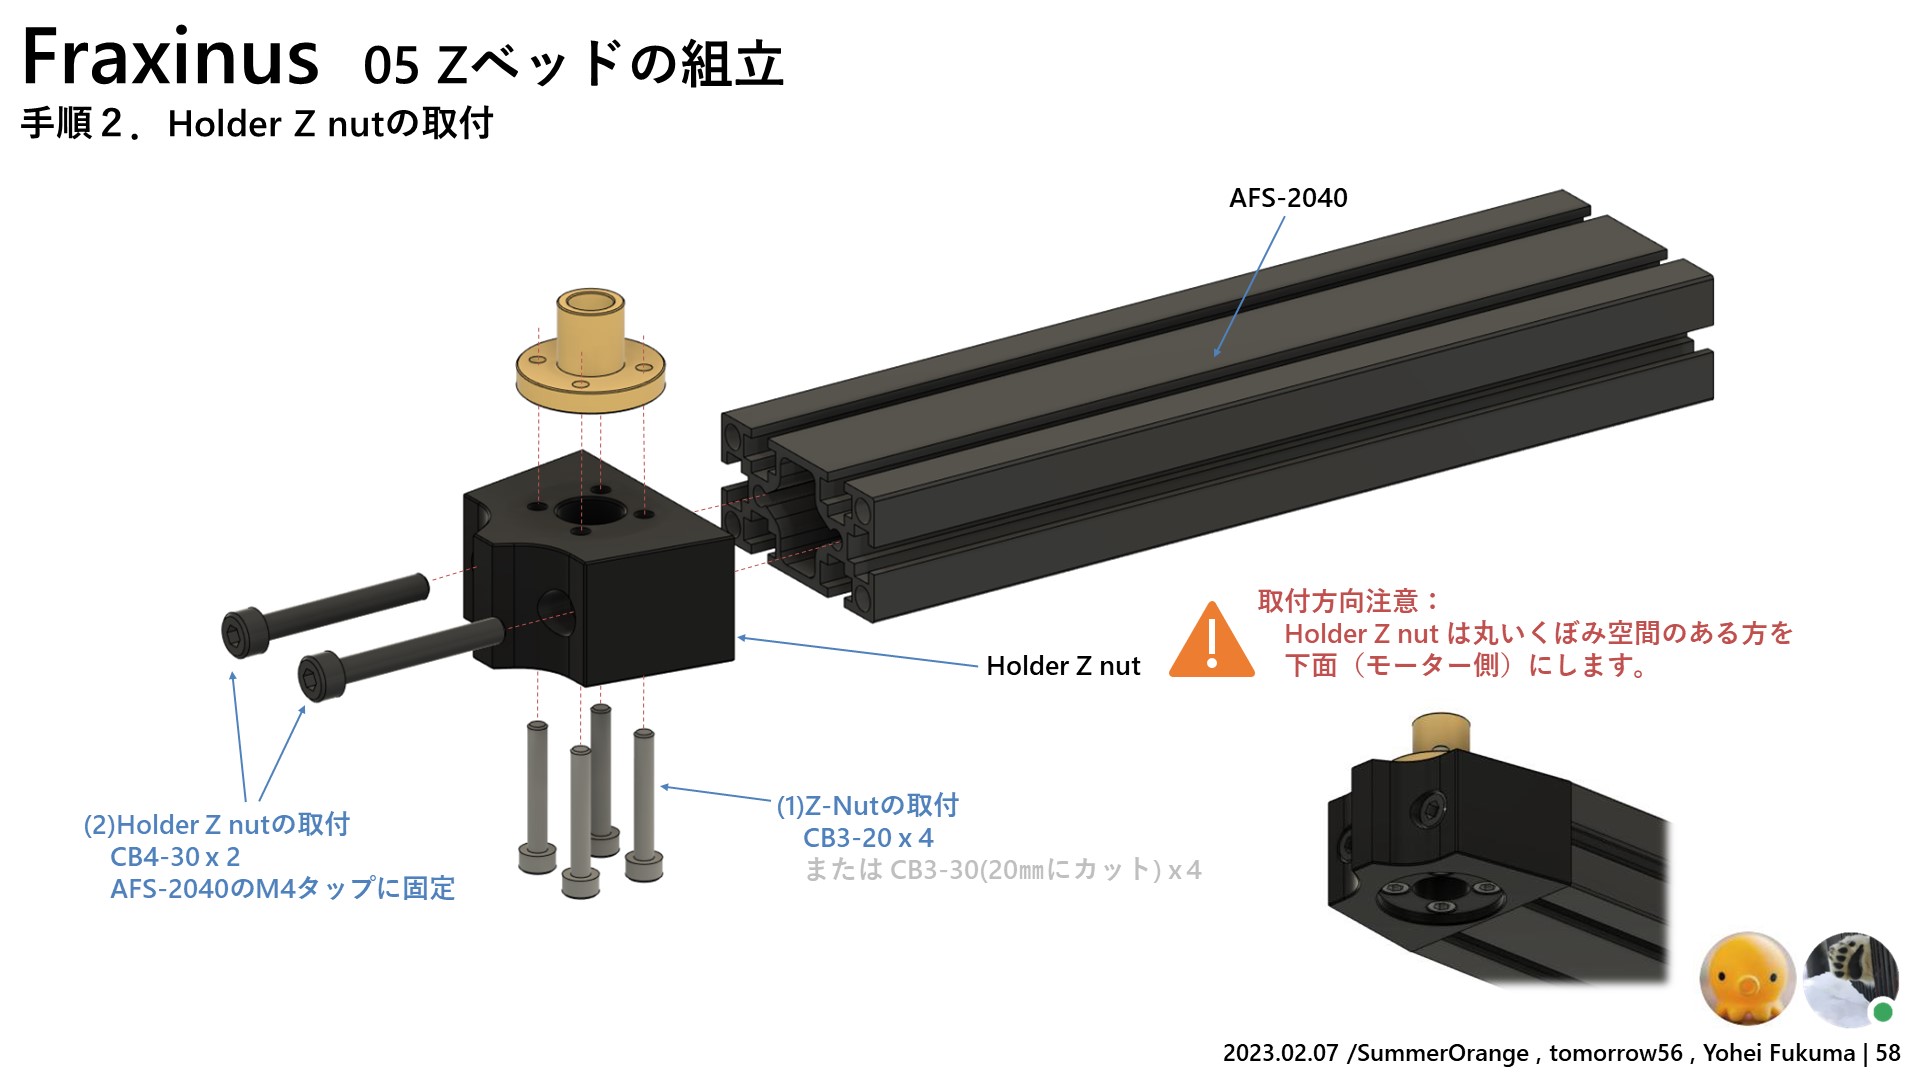 Fraxinus 05 Zベッドの組立
手順２．Holder Z nutの取付
AFS-2040
取付方向注意：
Holder Z nut は丸いくぼみ空間のある方を
下面（モーター側）にします。
Holder Z nut
(1)Z-Nutの取付
CB3-20 x 4
または CB3-30(20㎜にカット) x 4
(2)Holder Z nutの取付
CB4-30 x 2
AFS-2040のM4タップに固定
2023.02.07 /SummerOrange , tomorrow56 , Yohei Fukuma | 58